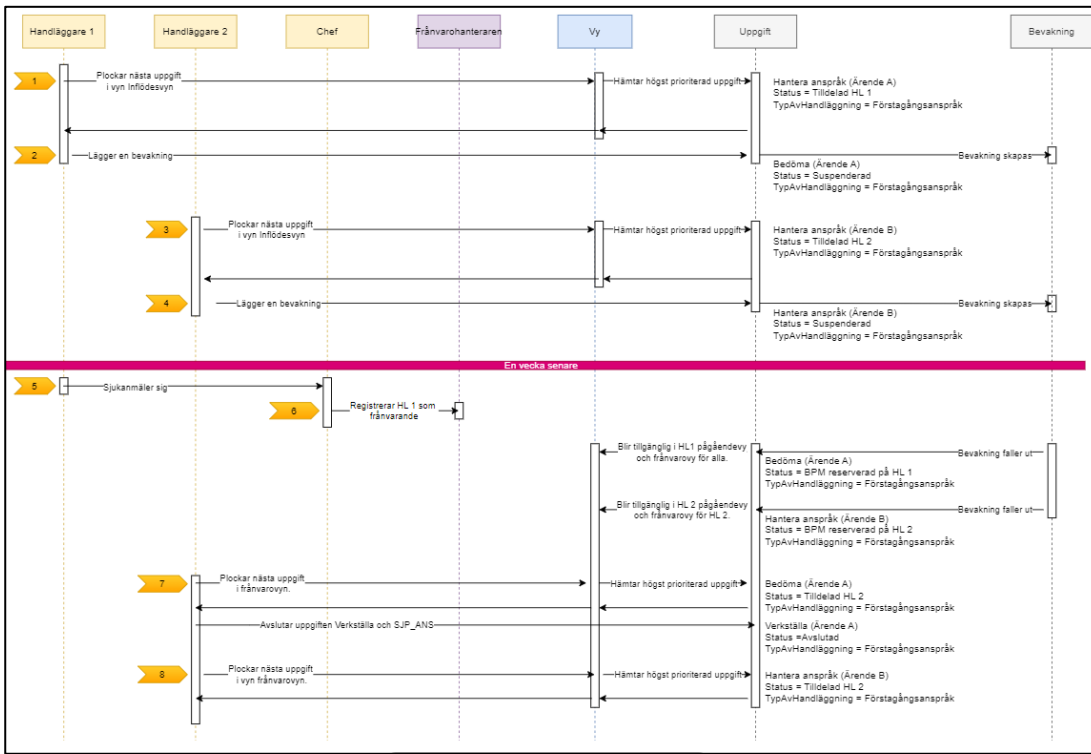 Handläggare 1
Handläggare 2
Chef
Frånvarohanteraren
Vy
Uppgift
Bevakning
1
Plockar nästa uppgift
i vyn Inflödesvyn
Hämtar högst prioriterad uppgift
Hantera anspråk (Ärende A)
Status = Tilldelad HL 1
TypAvHandläggning = Förstagångsanspråk
2
Lägger en bevakning
Bevakning skapas
Bedöma (Ärende A)
Status = Suspenderad
TypAvHandläggning = Förstagångsanspråk
3
Plockar nästa uppgift
i vyn Inflödesvyn
Hämtar högst prioriterad uppgift
Hantera anspråk (Ärende B)
Status = Tilldelad HL 2
TypAvHandläggning = Förstagångsanspråk
4
Lägger en bevakning
Bevakning skapas
Hantera anspråk (Ärende B)
Status = Suspenderad
TypAvHandläggning = Förstagångsanspråk
En vecka senare
5
Sjukanmäler sig
6
Registrerar HL 1 som
frånvarande
Blir tillgänglig i HL1 pågåendevy
och frånvarovy för alla.
Bevakning faller ut
Bedöma (Ärende A)
Status = BPM reserverad på HL 1
TypAvHandläggning = Förstagångsanspråk
Blir tillgänglig i HL 2 pågåendevy
och frånvarovy för HL 2.
Bevakning faller ut
Hantera anspråk (Ärende B)
Status = BPM reserverad på HL 2
TypAvHandläggning = Förstagångsanspråk
7
Plockar nästa uppgift
i frånvarovyn.
Hämtar högst prioriterad uppgift
Bedöma (Ärende A)
Status = Tilldelad HL 2
TypAvHandläggning = Förstagångsanspråk
Avslutar uppgiften Verkställa och SJP_ANS
Verkställa (Ärende A)
Status =Avslutad
TypAvHandläggning = Förstagångsanspråk
8
Plockar nästa uppgift
i vyn frånvarovyn.
Hämtar högst prioriterad uppgift
Hantera anspråk (Ärende B)
Status = Tilldelad HL 2
TypAvHandläggning = Förstagångsanspråk